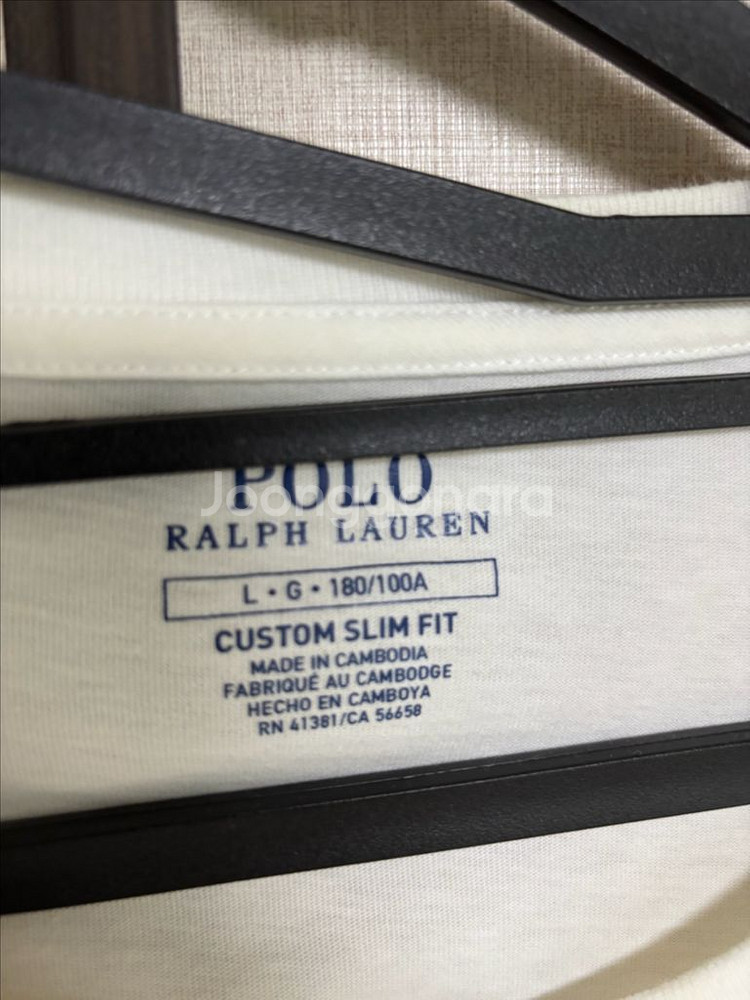 POLO
Joonggonara
RALPH LAUREN
L • G • 180/100A
CUSTOM SLIM FIT
MADE IN CAMBODIA
FABRIQUÉ AU CAMBODGE
HECHO EN CAMBOYA
RN 41381/CA 56658